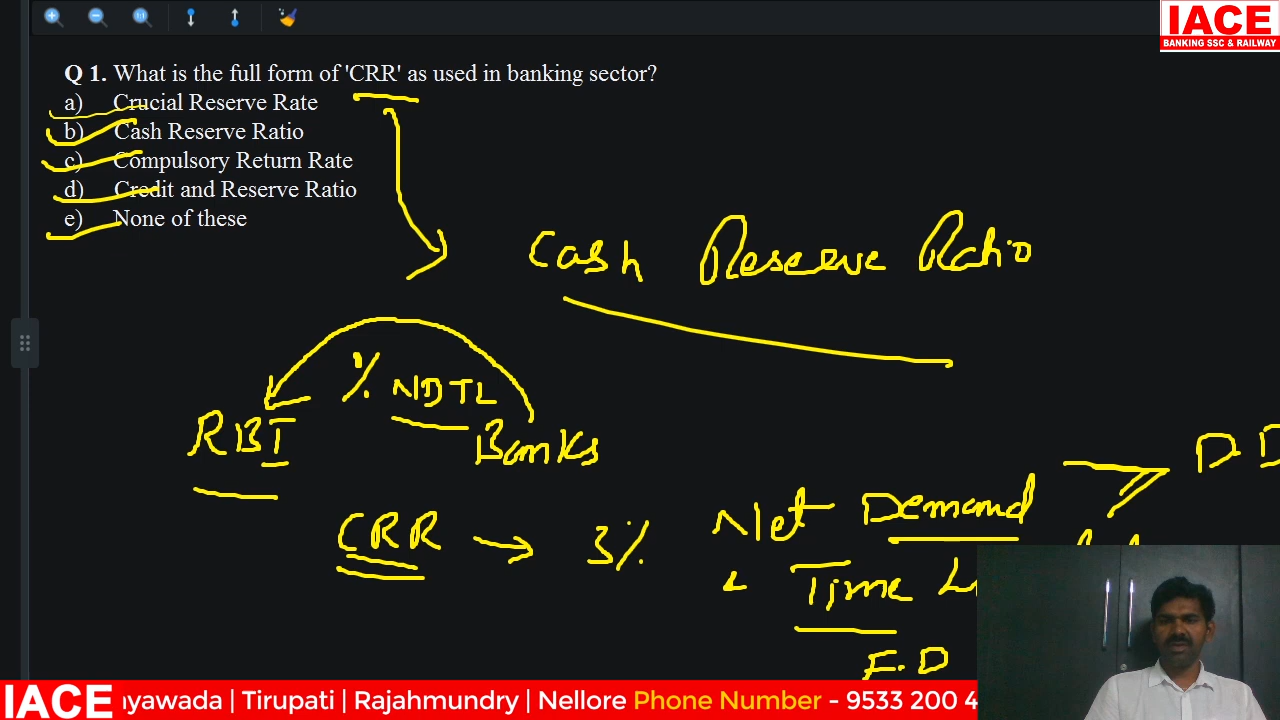 IACE
BANKING SSC & RAILWAY
Q 1. What is the full form of 'CRR' as used in banking sector?
a) Crucial Reserve Rate
b) Cash Reserve Ratio
c) Compulsory Return Rate
d) Credit and Reserve Ratio
e) None of these
Cash Reserve Ratio
% NDTL
RBI Banks
D D
CRR → 3% Net Demand
Time
F.D
IACE yawada | Tirupati | Rajahmundry | Nellore Phone Number - 9533 200 4